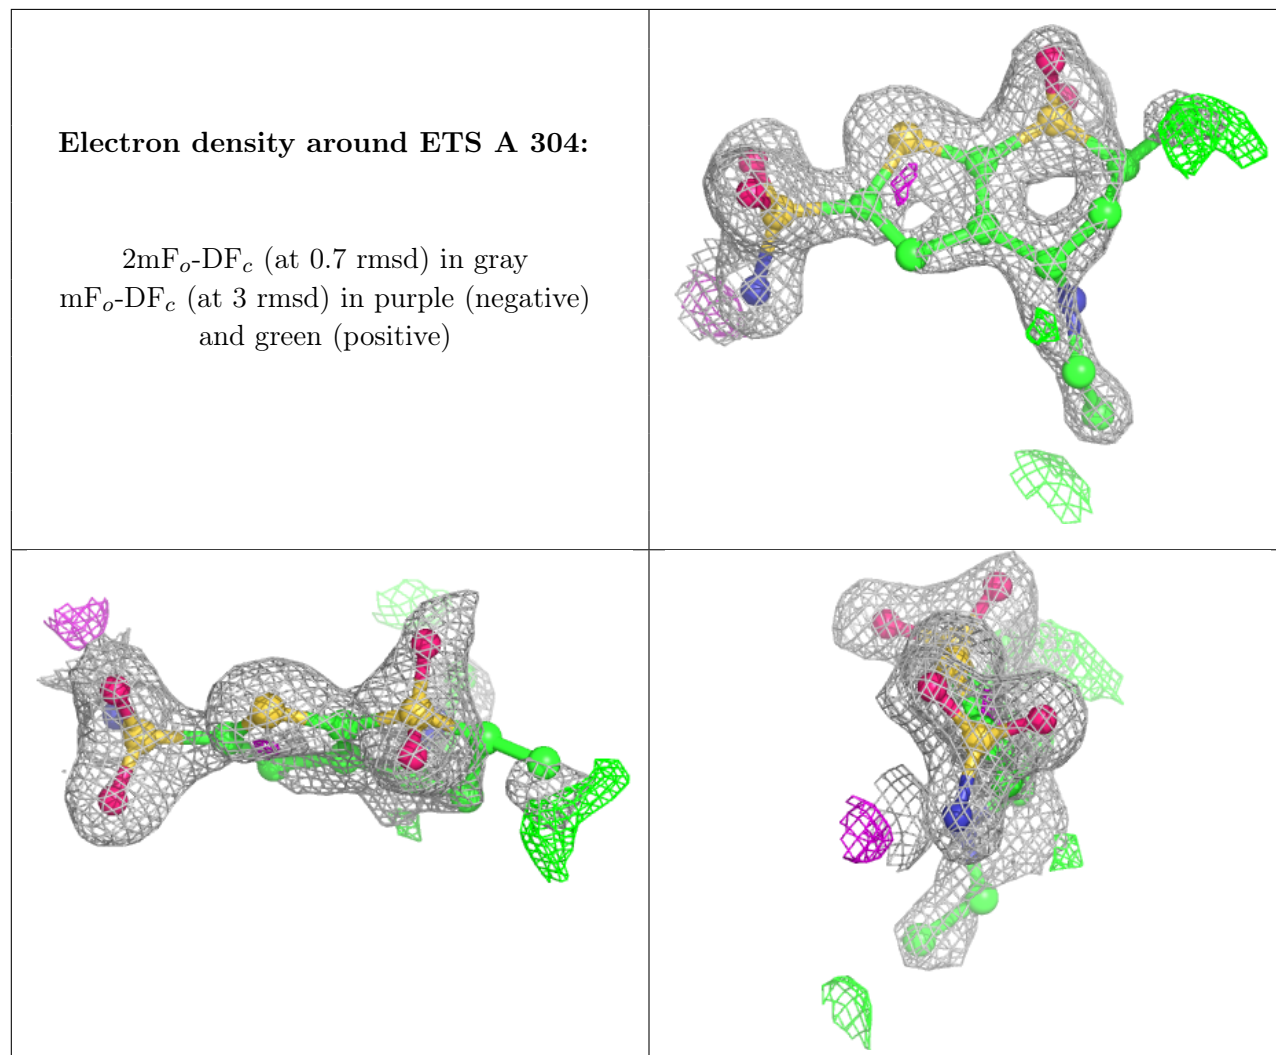 Electron density around ETS A 304:
2mFo-DFc (at 0.7 rmsd) in gray
mFo-DFc (at 3 rmsd) in purple (negative)
and green (positive)